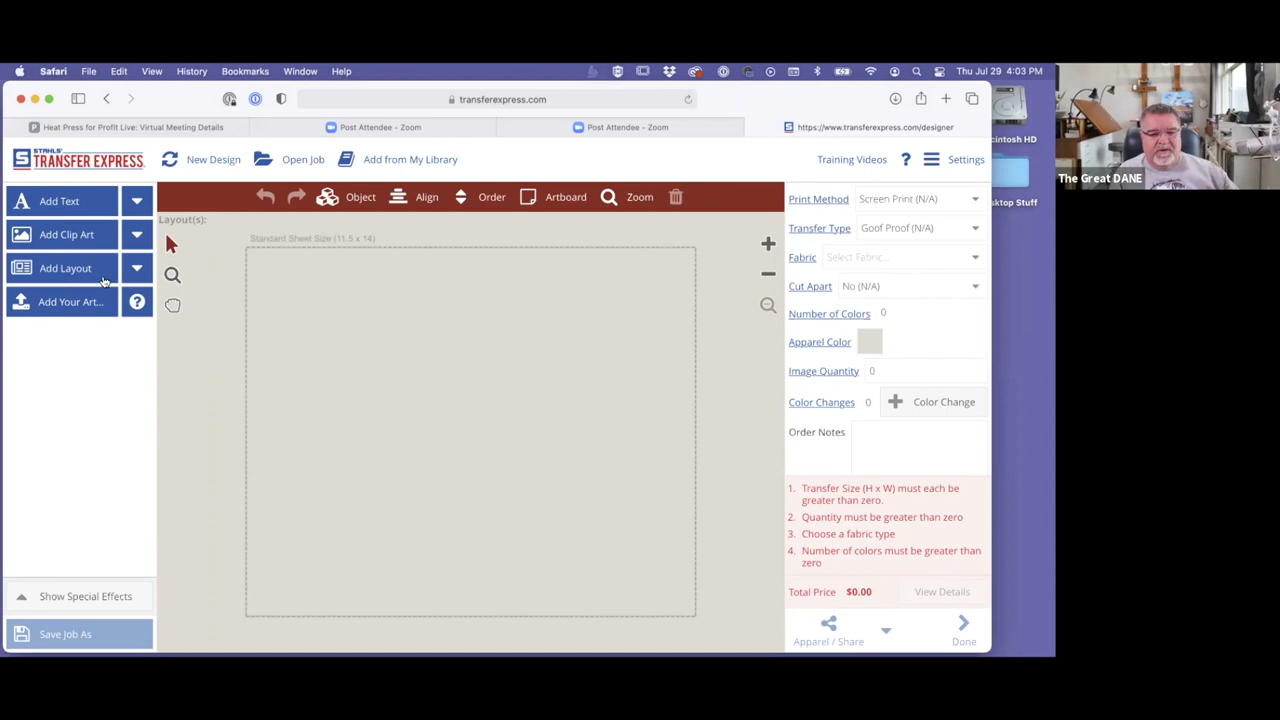 Safari File Edit View History Bookmarks Window Help Thu Jul 29 4:03 PM
transferexpress.com
Heat Press for Profit Live: Virtual Meeting Details
Post Attendee - Zoom
Post Attendee - Zoom
https://www.transferexpress.com/designer
STAHLS' TRANSFER EXPRESS
New Design
Open Job
Add from My Library
Training Videos
?
Settings
Add Text
Add Clip Art
Add Layout
Add Your Art...
?
Object
Align
Order
Artboard
Zoom
Layout(s):
Standard Sheet Size (11.5 x 14)
Print Method Screen Print (N/A)
Transfer Type Goof Proof (N/A)
Fabric Select Fabric...
Cut Apart No (N/A)
Number of Colors 0
Apparel Color
Image Quantity 0
Color Changes 0 Color Change
Order Notes
1. Transfer Size (H x W) must each be
greater than zero.
2. Quantity must be greater than zero
3. Choose a fabric type
4. Number of colors must be greater than
zero
Total Price $0.00 View Details
Apparel / Share
Done
Show Special Effects
Save Job As
cintosh HD
sktop Stuff
The Great DANE